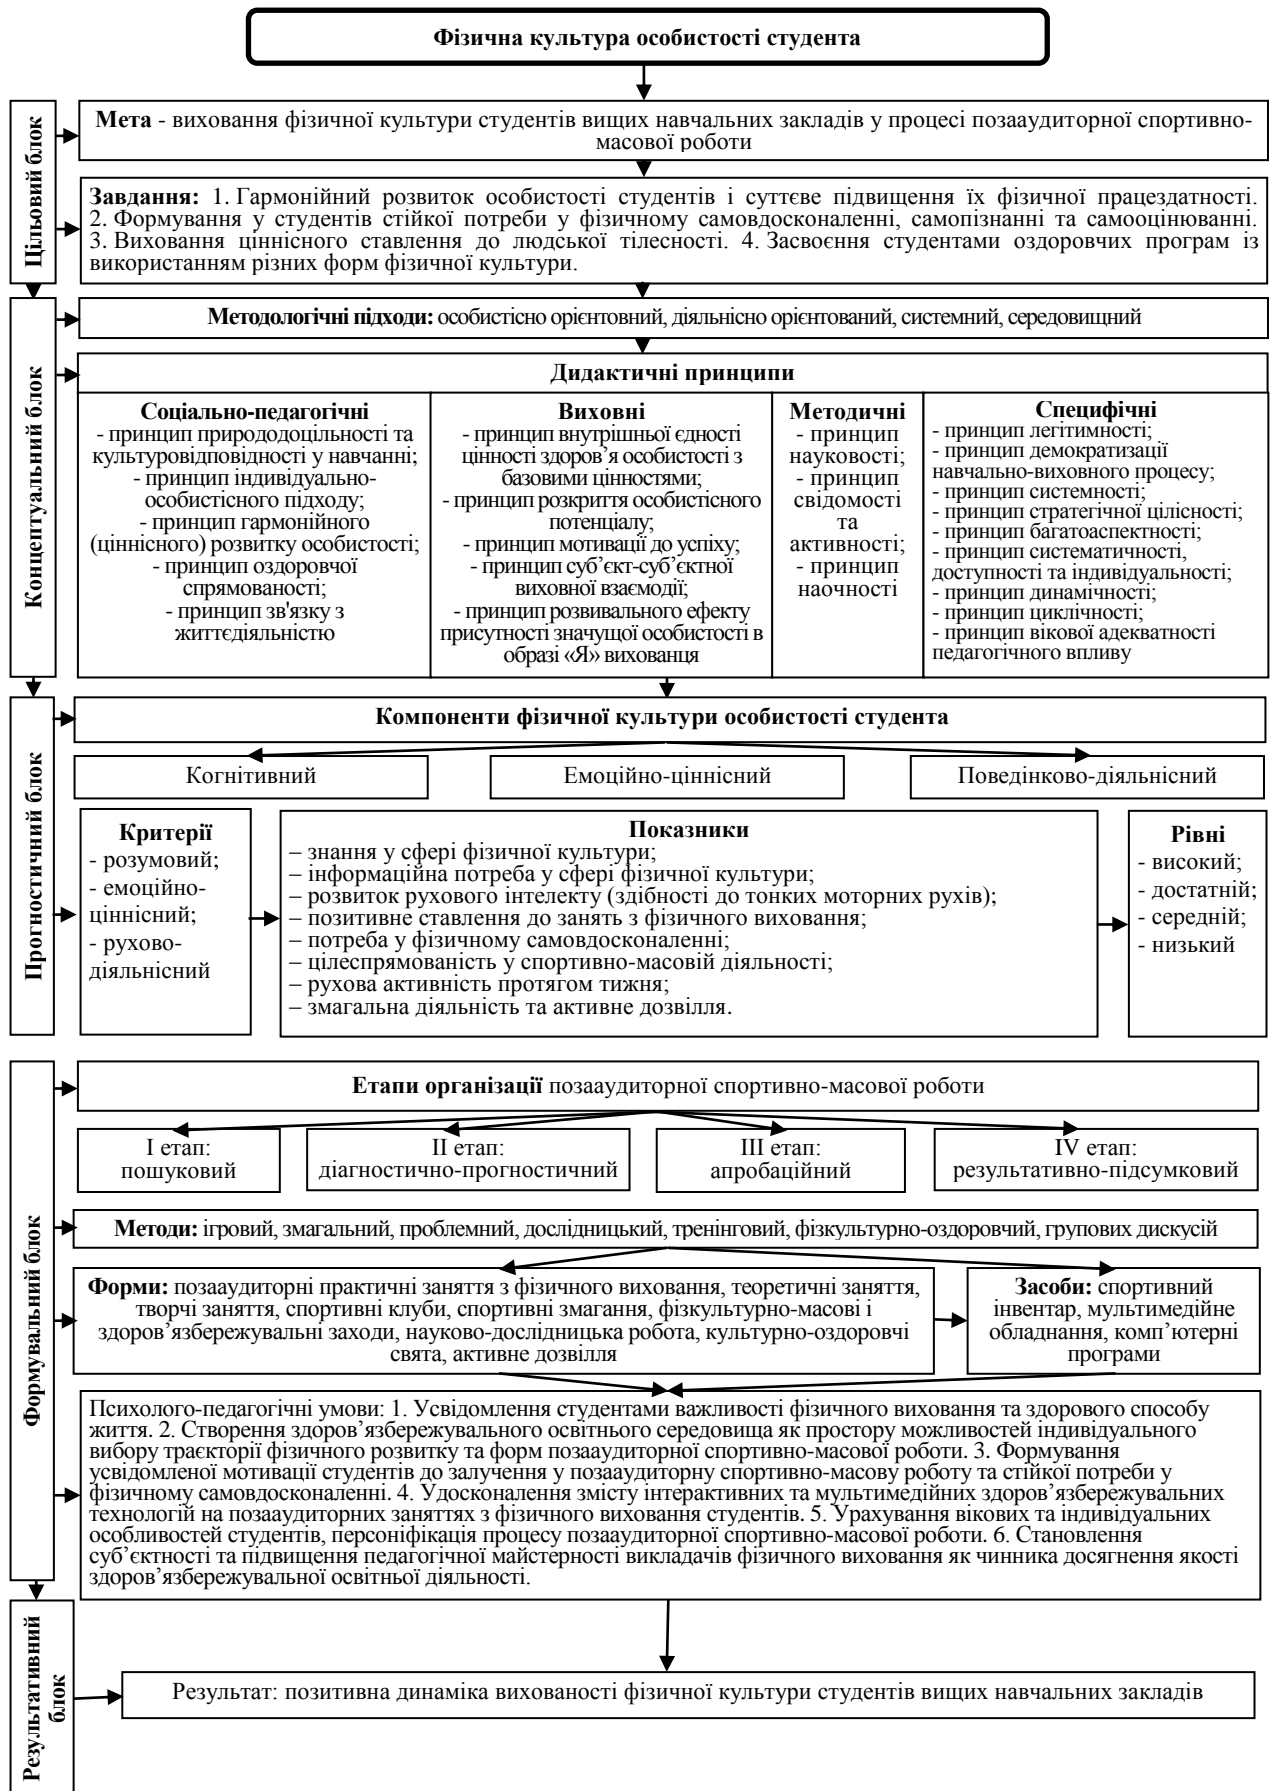 Фізична культура особистості студента
Цільовий блок
Мета - виховання фізичної культури студентів вищих навчальних закладів у процесі позааудиторної спортивно-
масової роботи
Завдання: 1. Гармонійний розвиток особистості студентів і суттєве підвищення їх фізичної працездатності.
2. Формування у студентів стійкої потреби у фізичному самовдосконаленні, самопізнанні та самооцінюванні.
3. Виховання ціннісного ставлення до людської тілесності. 4. Засвоєння студентами оздоровчих програм із
використанням різних форм фізичної культури.
Концептуальний блок
Методологічні підходи: особистісно орієнтовний, діяльнісно орієнтований, системний, середовищний
Дидактичні принципи
Соціально-педагогічні
- принцип природодоцільності та
культуровідповідності у навчанні;
- принцип індивідуально-
особистісного підходу;
- принцип гармонійного
(ціннісного) розвитку особистості;
- принцип оздоровчої
спрямованості;
- принцип зв'язку з
життєдіяльністю
Виховні
- принцип внутрішньої єдності
цінності здоров’я особистості з
базовими цінностями;
- принцип розкриття особистісного
потенціалу;
- принцип мотивації до успіху;
- принцип суб’єкт-суб’єктної
виховної взаємодії;
- принцип розвивального ефекту
присутності значущої особистості в
образі «Я» вихованця
Методичні
- принцип
науковості;
- принцип
свідомості
та
активності;
- принцип
наочності
Специфічні
- принцип легітимності;
- принцип демократизації
навчально-виховного процесу;
- принцип системності;
- принцип стратегічної цілісності;
- принцип багатоаспектності;
- принцип систематичності,
доступності та індивідуальності;
- принцип динамічності;
- принцип циклічності;
- принцип вікової адекватності
педагогічного впливу
Прогностичний блок
Компоненти фізичної культури особистості студента
Когнітивний
Емоційно-ціннісний
Поведінково-діяльнісний
Критерії
- розумовий;
- емоційно-
ціннісний;
- рухово-
діяльнісний
Показники
– знання у сфері фізичної культури;
– інформаційна потреба у сфері фізичної культури;
– розвиток рухового інтелекту (здібності до тонких моторних рухів);
– позитивне ставлення до занять з фізичного виховання;
– потреба у фізичному самовдосконаленні;
– цілеспрямованість у спортивно-масовій діяльності;
– рухова активність протягом тижня;
– змагальна діяльність та активне дозвілля.
Рівні
- високий;
- достатній;
- середній;
- низький
Формувальний блок
Етапи організації позааудиторної спортивно-масової роботи
І етап:
пошуковий
ІІ етап:
діагностично-прогностичний
ІІІ етап:
апробаційний
ІV етап:
результативно-підсумковий
Методи: ігровий, змагальний, проблемний, дослідницький, тренінговий, фізкультурно-оздоровчий, групових дискусій
Форми: позааудиторні практичні заняття з фізичного виховання, теоретичні заняття,
творчі заняття, спортивні клуби, спортивні змагання, фізкультурно-масові і
здоров’язбережувальні заходи, науково-дослідницька робота, культурно-оздоровчі
свята, активне дозвілля
Засоби: спортивний
інвентар, мультимедійне
обладнання, комп’ютерні
програми
Психолого-педагогічні умови: 1. Усвідомлення студентами важливості фізичного виховання та здорового способу
життя. 2. Створення здоров’язбережувального освітнього середовища як простору можливостей індивідуального
вибору траєкторії фізичного розвитку та форм позааудиторної спортивно-масової роботи. 3. Формування
усвідомленої мотивації студентів до залучення у позааудиторну спортивно-масову роботу та стійкої потреби у
фізичному самовдосконаленні. 4. Удосконалення змісту інтерактивних та мультимедійних здоров’язбережувальних
технологій на позааудиторних заняттях з фізичного виховання студентів. 5. Урахування вікових та індивідуальних
особливостей студентів, персоніфікація процесу позааудиторної спортивно-масової роботи. 6. Становлення
суб’єктності та підвищення педагогічної майстерності викладачів фізичного виховання як чинника досягнення якості
здоров’язбережувальної освітньої діяльності.
Результативний
блок
Результат: позитивна динаміка вихованості фізичної культури студентів вищих навчальних закладів